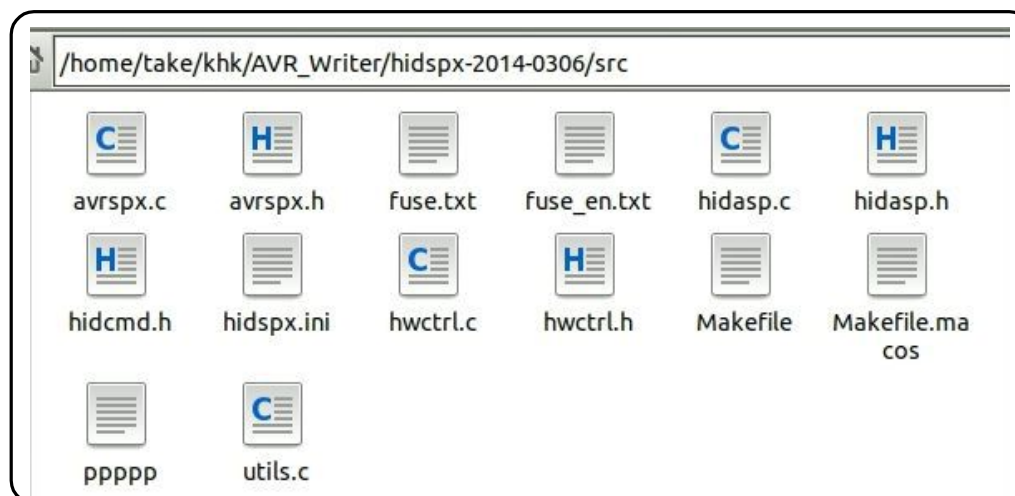 /home/take/khk/AVR_Writer/hidspx-2014-0306/src
C H C H
avrspx.c avrspx.h fuse.txt fuse_en.txt hidasp.c hidasp.h
H C H
hidcmd.h hidspx.ini hwctrl.c hwctrl.h Makefile Makefile.ma
cos
C
ppppp utils.c